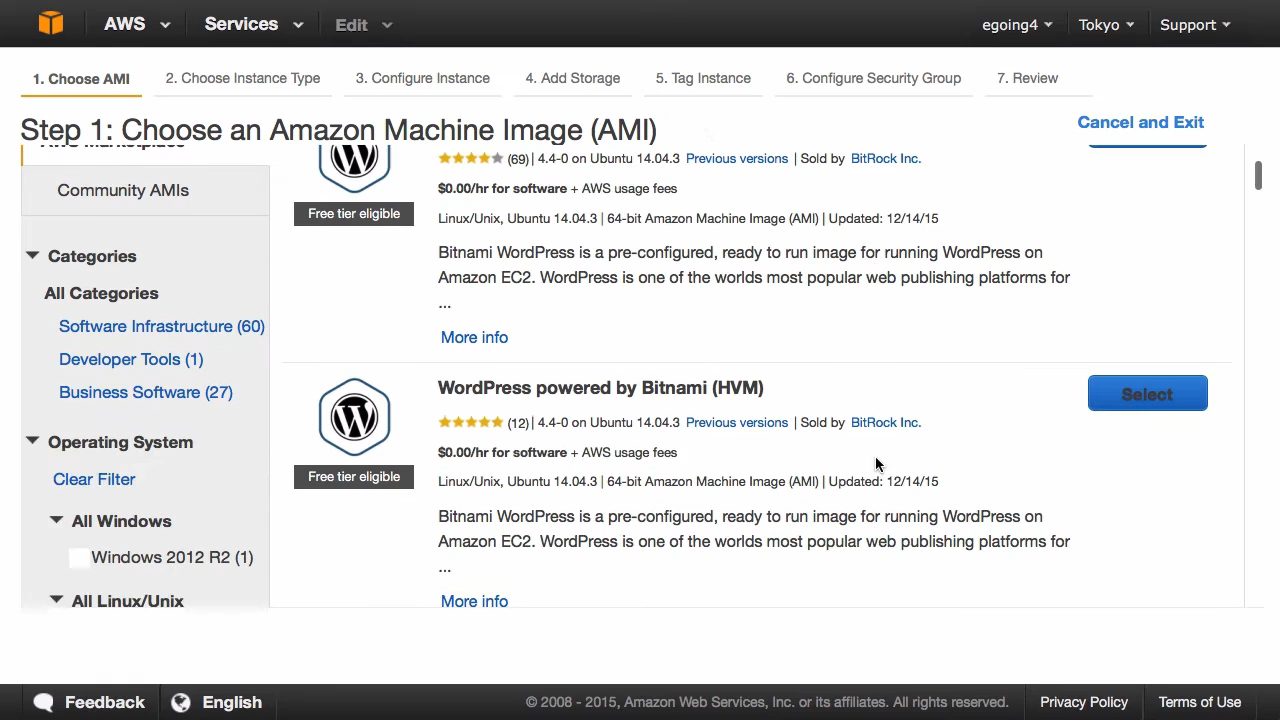 AWS Services Edit egoing4 Tokyo Support
1. Choose AMI 2. Choose Instance Type 3. Configure Instance 4. Add Storage 5. Tag Instance 6. Configure Security Group 7. Review
Step 1: Choose an Amazon Machine Image (AMI)
Cancel and Exit
AWS Marketplace
Community AMIs
Categories
All Categories
Software Infrastructure (60)
Developer Tools (1)
Business Software (27)
Operating System
Clear Filter
All Windows
Windows 2012 R2 (1)
All Linux/Unix
(69) | 4.4-0 on Ubuntu 14.04.3 Previous versions | Sold by BitRock Inc.
$0.00/hr for software + AWS usage fees
Free tier eligible
Linux/Unix, Ubuntu 14.04.3 | 64-bit Amazon Machine Image (AMI) | Updated: 12/14/15
Bitnami WordPress is a pre-configured, ready to run image for running WordPress on
Amazon EC2. WordPress is one of the worlds most popular web publishing platforms for
...
More info
WordPress powered by Bitnami (HVM)
Select
(12) | 4.4-0 on Ubuntu 14.04.3 Previous versions | Sold by BitRock Inc.
$0.00/hr for software + AWS usage fees
Free tier eligible
Linux/Unix, Ubuntu 14.04.3 | 64-bit Amazon Machine Image (AMI) | Updated: 12/14/15
Bitnami WordPress is a pre-configured, ready to run image for running WordPress on
Amazon EC2. WordPress is one of the worlds most popular web publishing platforms for
...
More info
Feedback English © 2008 - 2015, Amazon Web Services, Inc. or its affiliates. All rights reserved. Privacy Policy Terms of Use